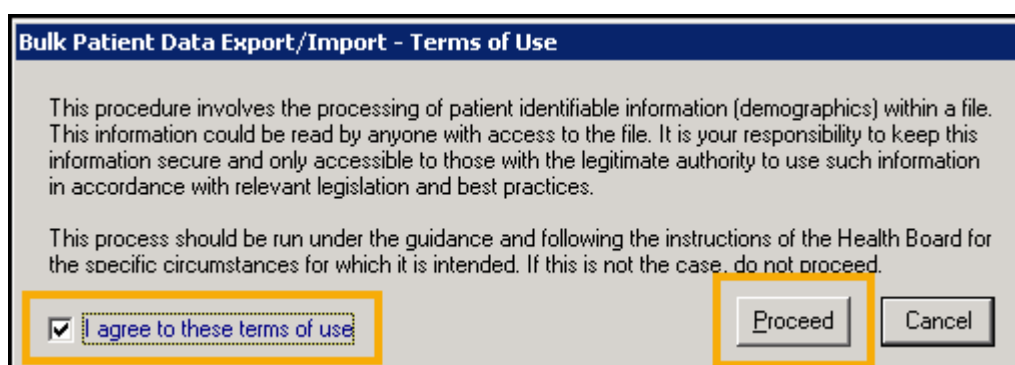 Bulk Patient Data Export/Import - Terms of Use
This procedure involves the processing of patient identifiable information (demographics) within a file.
This information could be read by anyone with access to the file. It is your responsibility to keep this
information secure and only accessible to those with the legitimate authority to use such information
in accordance with relevant legislation and best practices.
This process should be run under the guidance and following the instructions of the Health Board for
the specific circumstances for which it is intended. If this is not the case, do not proceed.
I agree to these terms of use
Proceed
Cancel